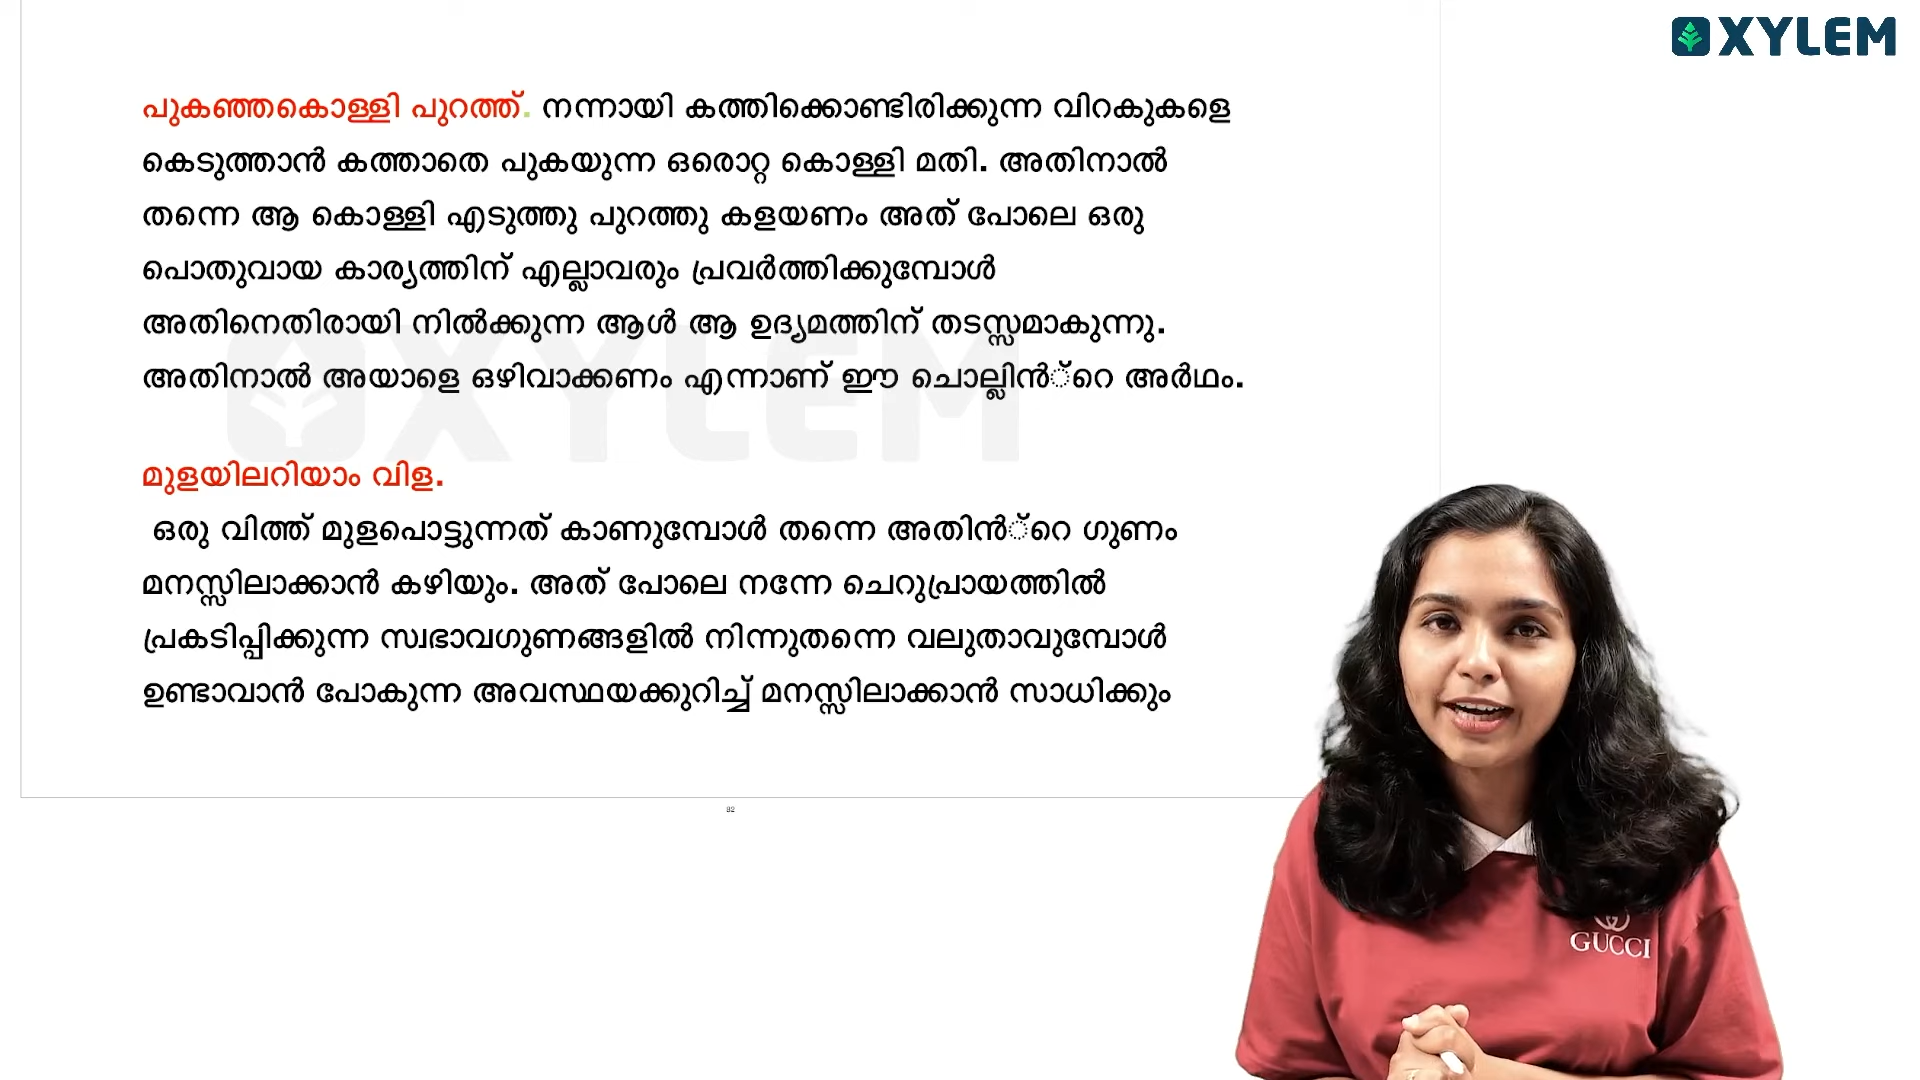 XYLEM
പുകഞ്ഞകൊള്ളി പുറത്ത്. നന്നായി കത്തിക്കൊണ്ടിരിക്കുന്ന വിറകുകളെ
കെടുത്താൻ കത്താതെ പുകയുന്ന ഒരൊറ്റ കൊള്ളി മതി. അതിനാൽ
തന്നെ ആ കൊള്ളി എടുത്തു പുറത്തു കളയണം അത് പോലെ ഒരു
പൊതുവായ കാര്യത്തിന് എല്ലാവരും പ്രവർത്തിക്കുമ്പോൾ
അതിനെതിരായി നിൽക്കുന്ന ആൾ ആ ഉദ്യമത്തിന് തടസ്സമാകുന്നു.
അതിനാൽ അയാളെ ഒഴിവാക്കണം എന്നാണ് ഈ ചൊല്ലിൻ്റെ അർഥം.
XYLEM
മുളയിലറിയാം വിള.
ഒരു വിത്ത് മുളപൊട്ടുന്നത് കാണുമ്പോൾ തന്നെ അതിൻ്റെ ഗുണം
മനസ്സിലാക്കാൻ കഴിയും. അത് പോലെ നന്നേ ചെറുപ്രായത്തിൽ
പ്രകടിപ്പിക്കുന്ന സ്വഭാവഗുണങ്ങളിൽ നിന്നുതന്നെ വലുതാവുമ്പോൾ
ഉണ്ടാവാൻ പോകുന്ന അവസ്ഥയക്കുറിച്ച് മനസ്സിലാക്കാൻ സാധിക്കും
GUCCI